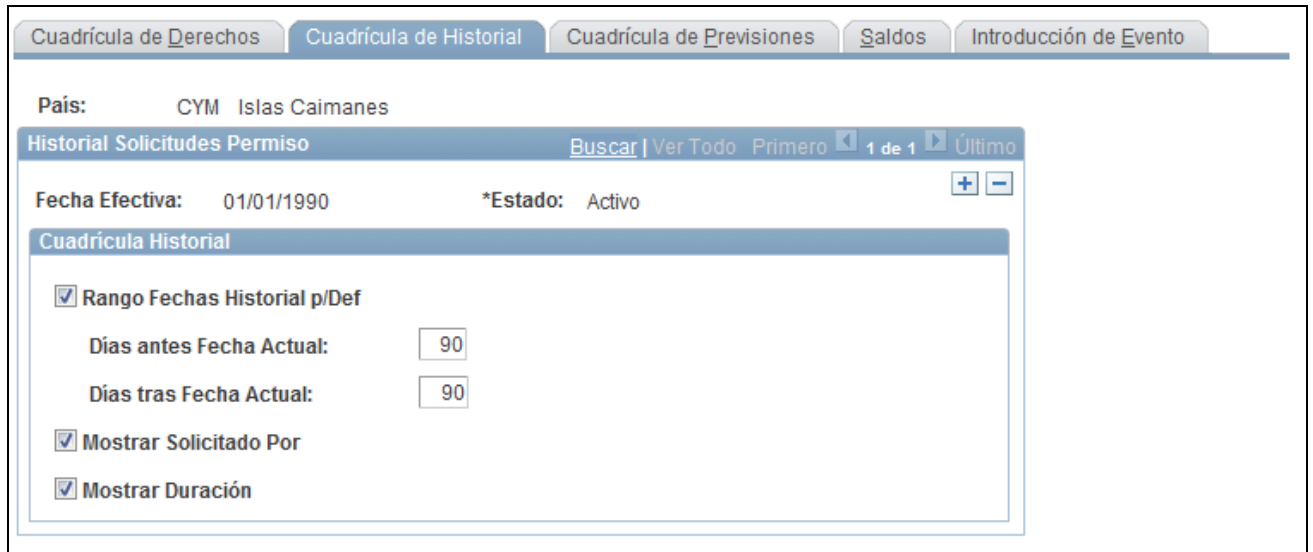 Cuadrícula de Derechos Cuadrícula de Historial Cuadrícula de Previsiones Saldos Introducción de Evento
País: CYM Islas Caimanes
Historial Solicitudes Permiso Buscar | Ver Todo Primero 1 de 1 Último
Fecha Efectiva: 01/01/1990 *Estado: Activo
Cuadrícula Historial
Rango Fechas Historial p/Def
Días antes Fecha Actual: 90
Días tras Fecha Actual: 90
Mostrar Solicitado Por
Mostrar Duración